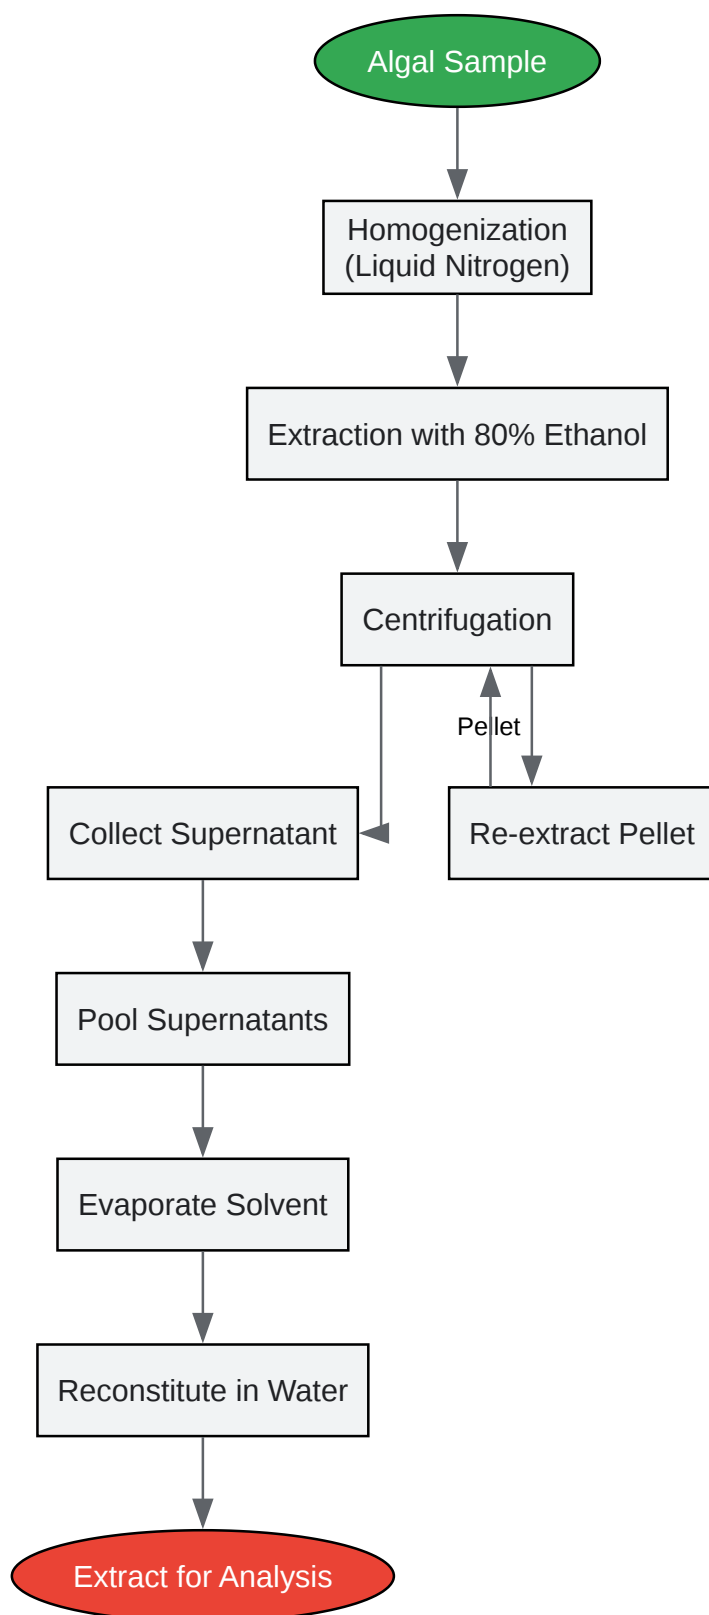 Algal Sample
Homogenization
(Liquid Nitrogen)
Extraction with 80% Ethanol
Centrifugation
Pellet
Collect Supernatant
Re-extract Pellet
Pool Supernatants
Evaporate Solvent
Reconstitute in Water
Extract for Analysis